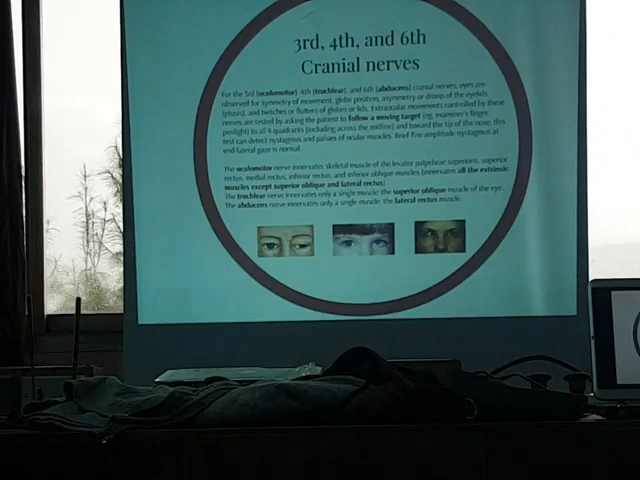 3rd, 4th, and 6th
Cranial nerves
For the 3rd (oculomotor), 4th (trochlear), and 6th (abducens) cranial nerves, eyes are
observed for symmetry of movement, globe position, asymmetry or droop of the eyelids
(ptosis), and twitches or flutters of globes or lids. Extraocular movements controlled by these
nerves are tested by asking the patient to follow a moving target (eg, examiner's finger,
penlight) to all quadrants (including across the midline) and toward the tip of the nose; this
test can detect nystagmus and palsies of ocular muscles. Brief fine amplitude nystagmus at
end-lateral gaze is normal.
The oculomotor nerve innervates skeletal muscle of the levator palpebrae superioris, superior
rectus, medial rectus, inferior rectus, and inferior oblique muscles (innervates all the extrinsic
muscles except superior oblique and lateral rectus)
The trochlear nerve innervates only a single muscle: the superior oblique muscle of the eye.
The abducens nerve innervates only a single muscle: the lateral rectus muscle.